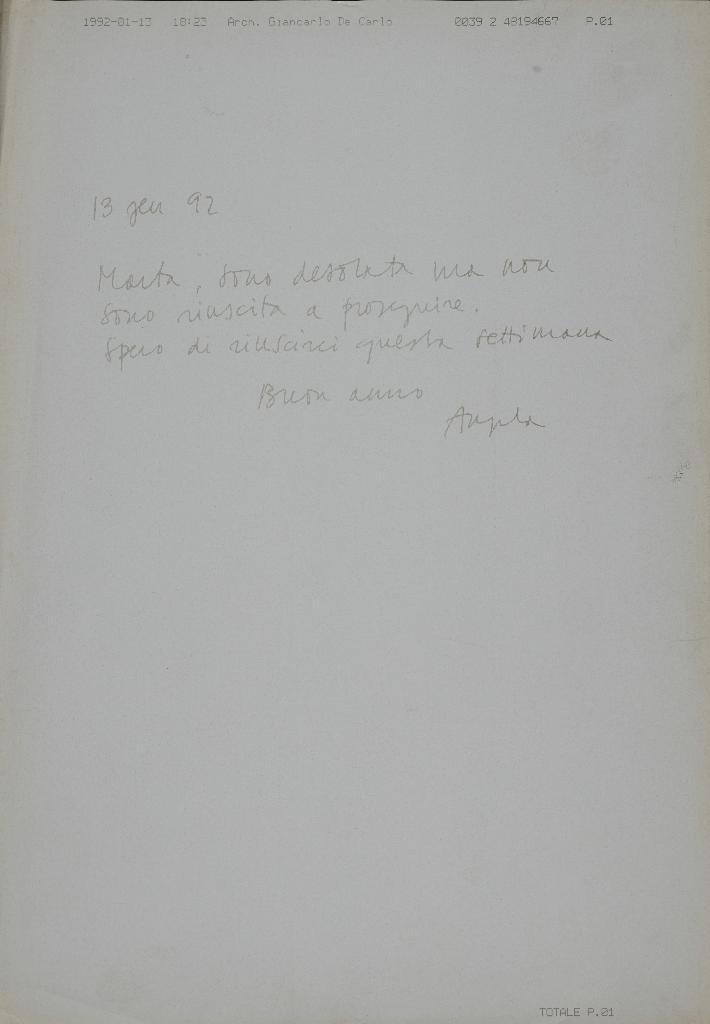 1992-01-13 18:23 Arch. Giancarlo De Carlo 0039 2 48194667 P.01
13 gen 92
Marta, sono desolata ma non
sono riuscita a proseguire.
Spero di riuscirci questa settimana
Buon anno
Angela
TOTALE P.01